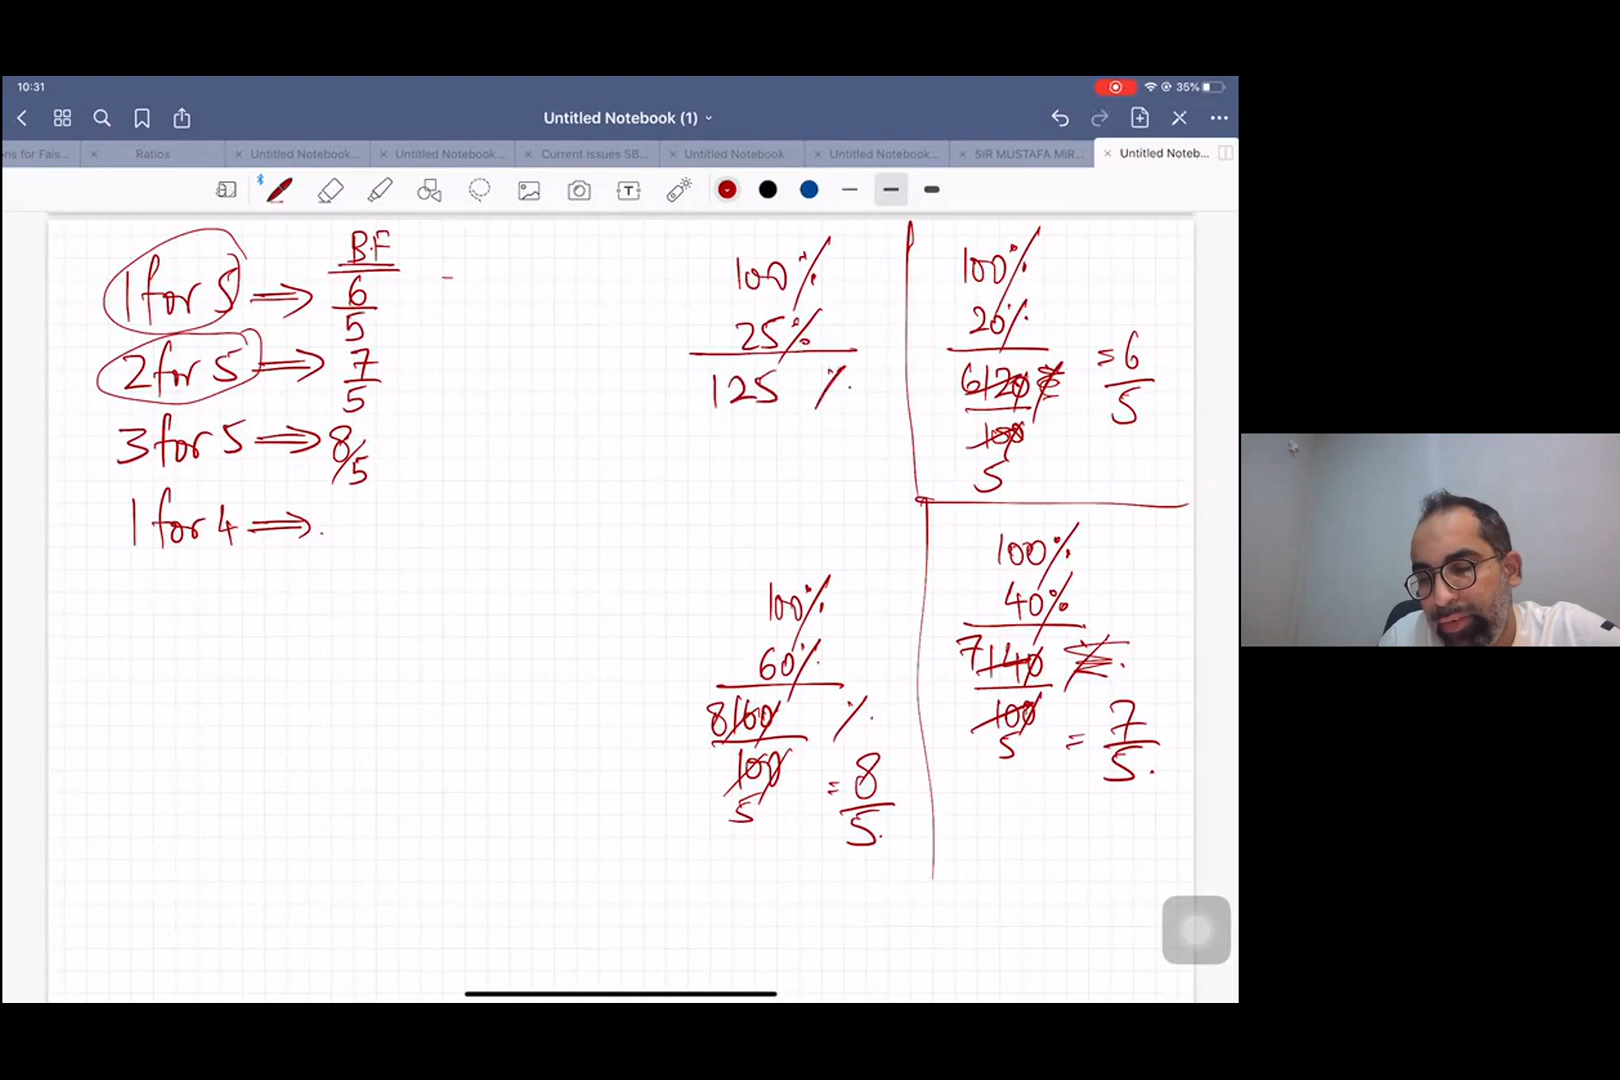 10:31
35%
Untitled Notebook (1)
ns for Fais...
Ratios
Untitled Notebook...
Untitled Notebook...
Current issues SB...
Untitled Notebook
Untitled Notebook...
SIR MUSTAFA MIR...
Untitled Noteb...
T
B.F
1 for 5 ⇒ 6/5
2 for 5 ⇒ 7/5
3 for 5 ⇒ 8/5
1 for 4 ⇒
100%
25%
125 %
100%
20%
6 120 %
100
5
= 6/5
100%
60%
8 160 %
100
5
= 8/5
100%
40%
7 140
100
5
= 7/5